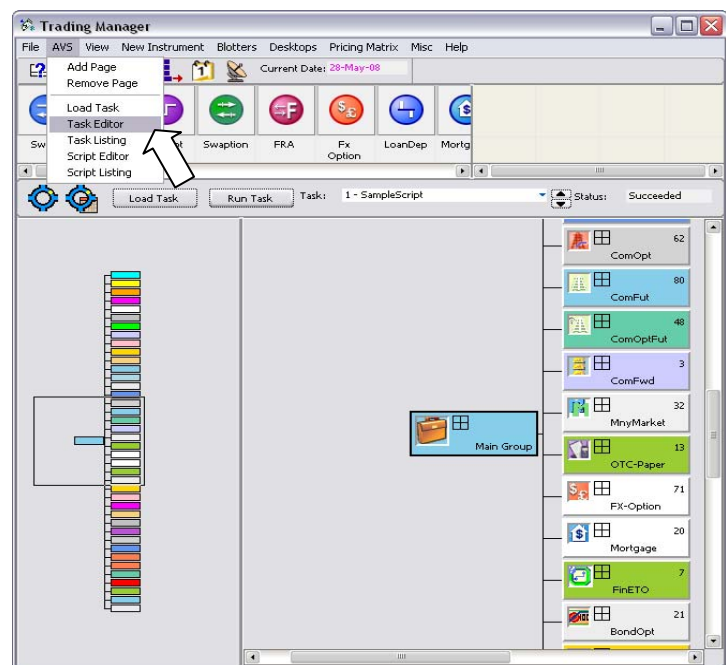 Trading Manager
File AVS View New Instrument Blotters Desktops Pricing Matrix Misc Help
Add Page
Remove Page
Load Task
Task Editor
Task Listing
Script Editor
Script Listing
1
Current Date: 28-May-08
Swaption
FRA
Fx
Option
LoanDep
Mortg
Load Task Run Task Task: 1 - SampleScript Status: Succeeded
62
ComOpt
80
ComFut
48
ComOptFut
3
ComFwd
32
MnyMarket
Main Group
13
OTC-Paper
71
FX-Option
20
Mortgage
7
FinETO
21
BondOpt